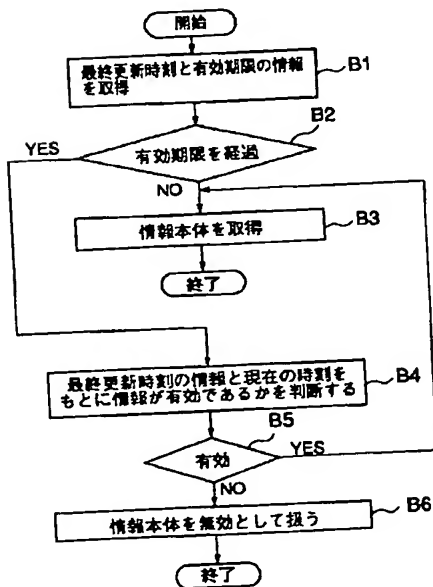 開始
最終更新時刻と有効期限の情報
を取得
B1
B2
YES
有効期限を経過
NO
情報本体を取得
B3
終了
最終更新時刻の情報と現在の時刻を
もとに情報が有効であるかを判断する
B4
B5
有効
YES
NO
情報本体を無効として扱う
B6
終了